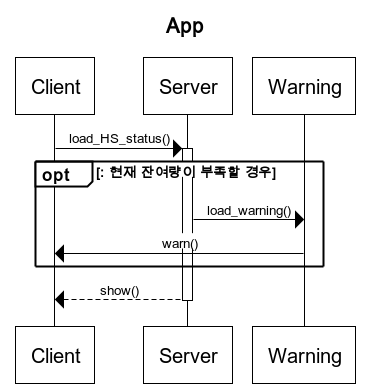 App
Client Server Warning
load_HS_status()
opt [: 현재 잔여량이 부족할 경우]
load_warning()
warn()
show()
Client Server Warning